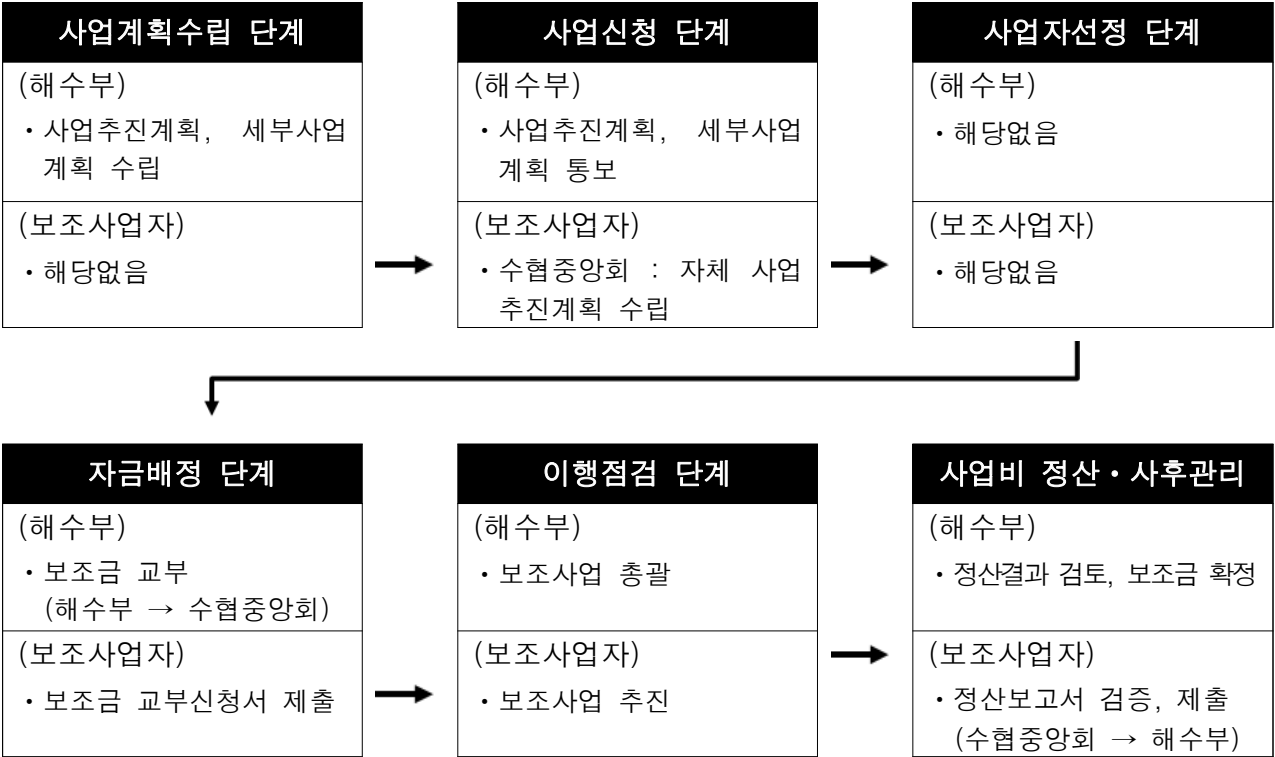 사업계획수립 단계
(해수부)
・사업추진계획, 세부사업
계획 수립
(보조사업자)
・해당없음
사업신청 단계
(해수부)
・사업추진계획, 세부사업
계획 통보
(보조사업자)
・수협중앙회 : 자체 사업
추진계획 수립
사업자선정 단계
(해수부)
・해당없음
(보조사업자)
・해당없음
자금배정 단계
(해수부)
・보조금 교부
(해수부 → 수협중앙회)
(보조사업자)
・보조금 교부신청서 제출
이행점검 단계
(해수부)
・보조사업 총괄
(보조사업자)
・보조사업 추진
사업비 정산・사후관리
(해수부)
・정산결과 검토, 보조금 확정
(보조사업자)
・정산보고서 검증, 제출
(수협중앙회 → 해수부)